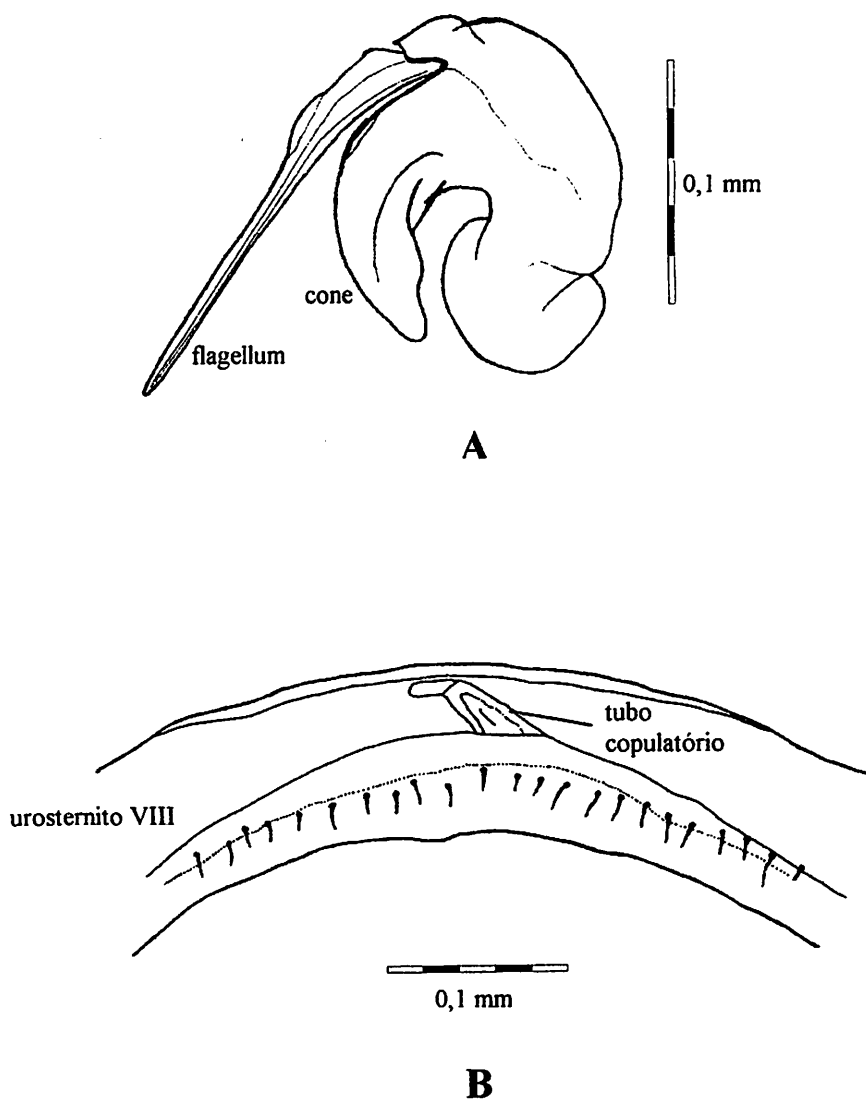 0,1 mm
cone
flagellum
A
tubo
copulatório
urosternito VIII
0,1 mm
B